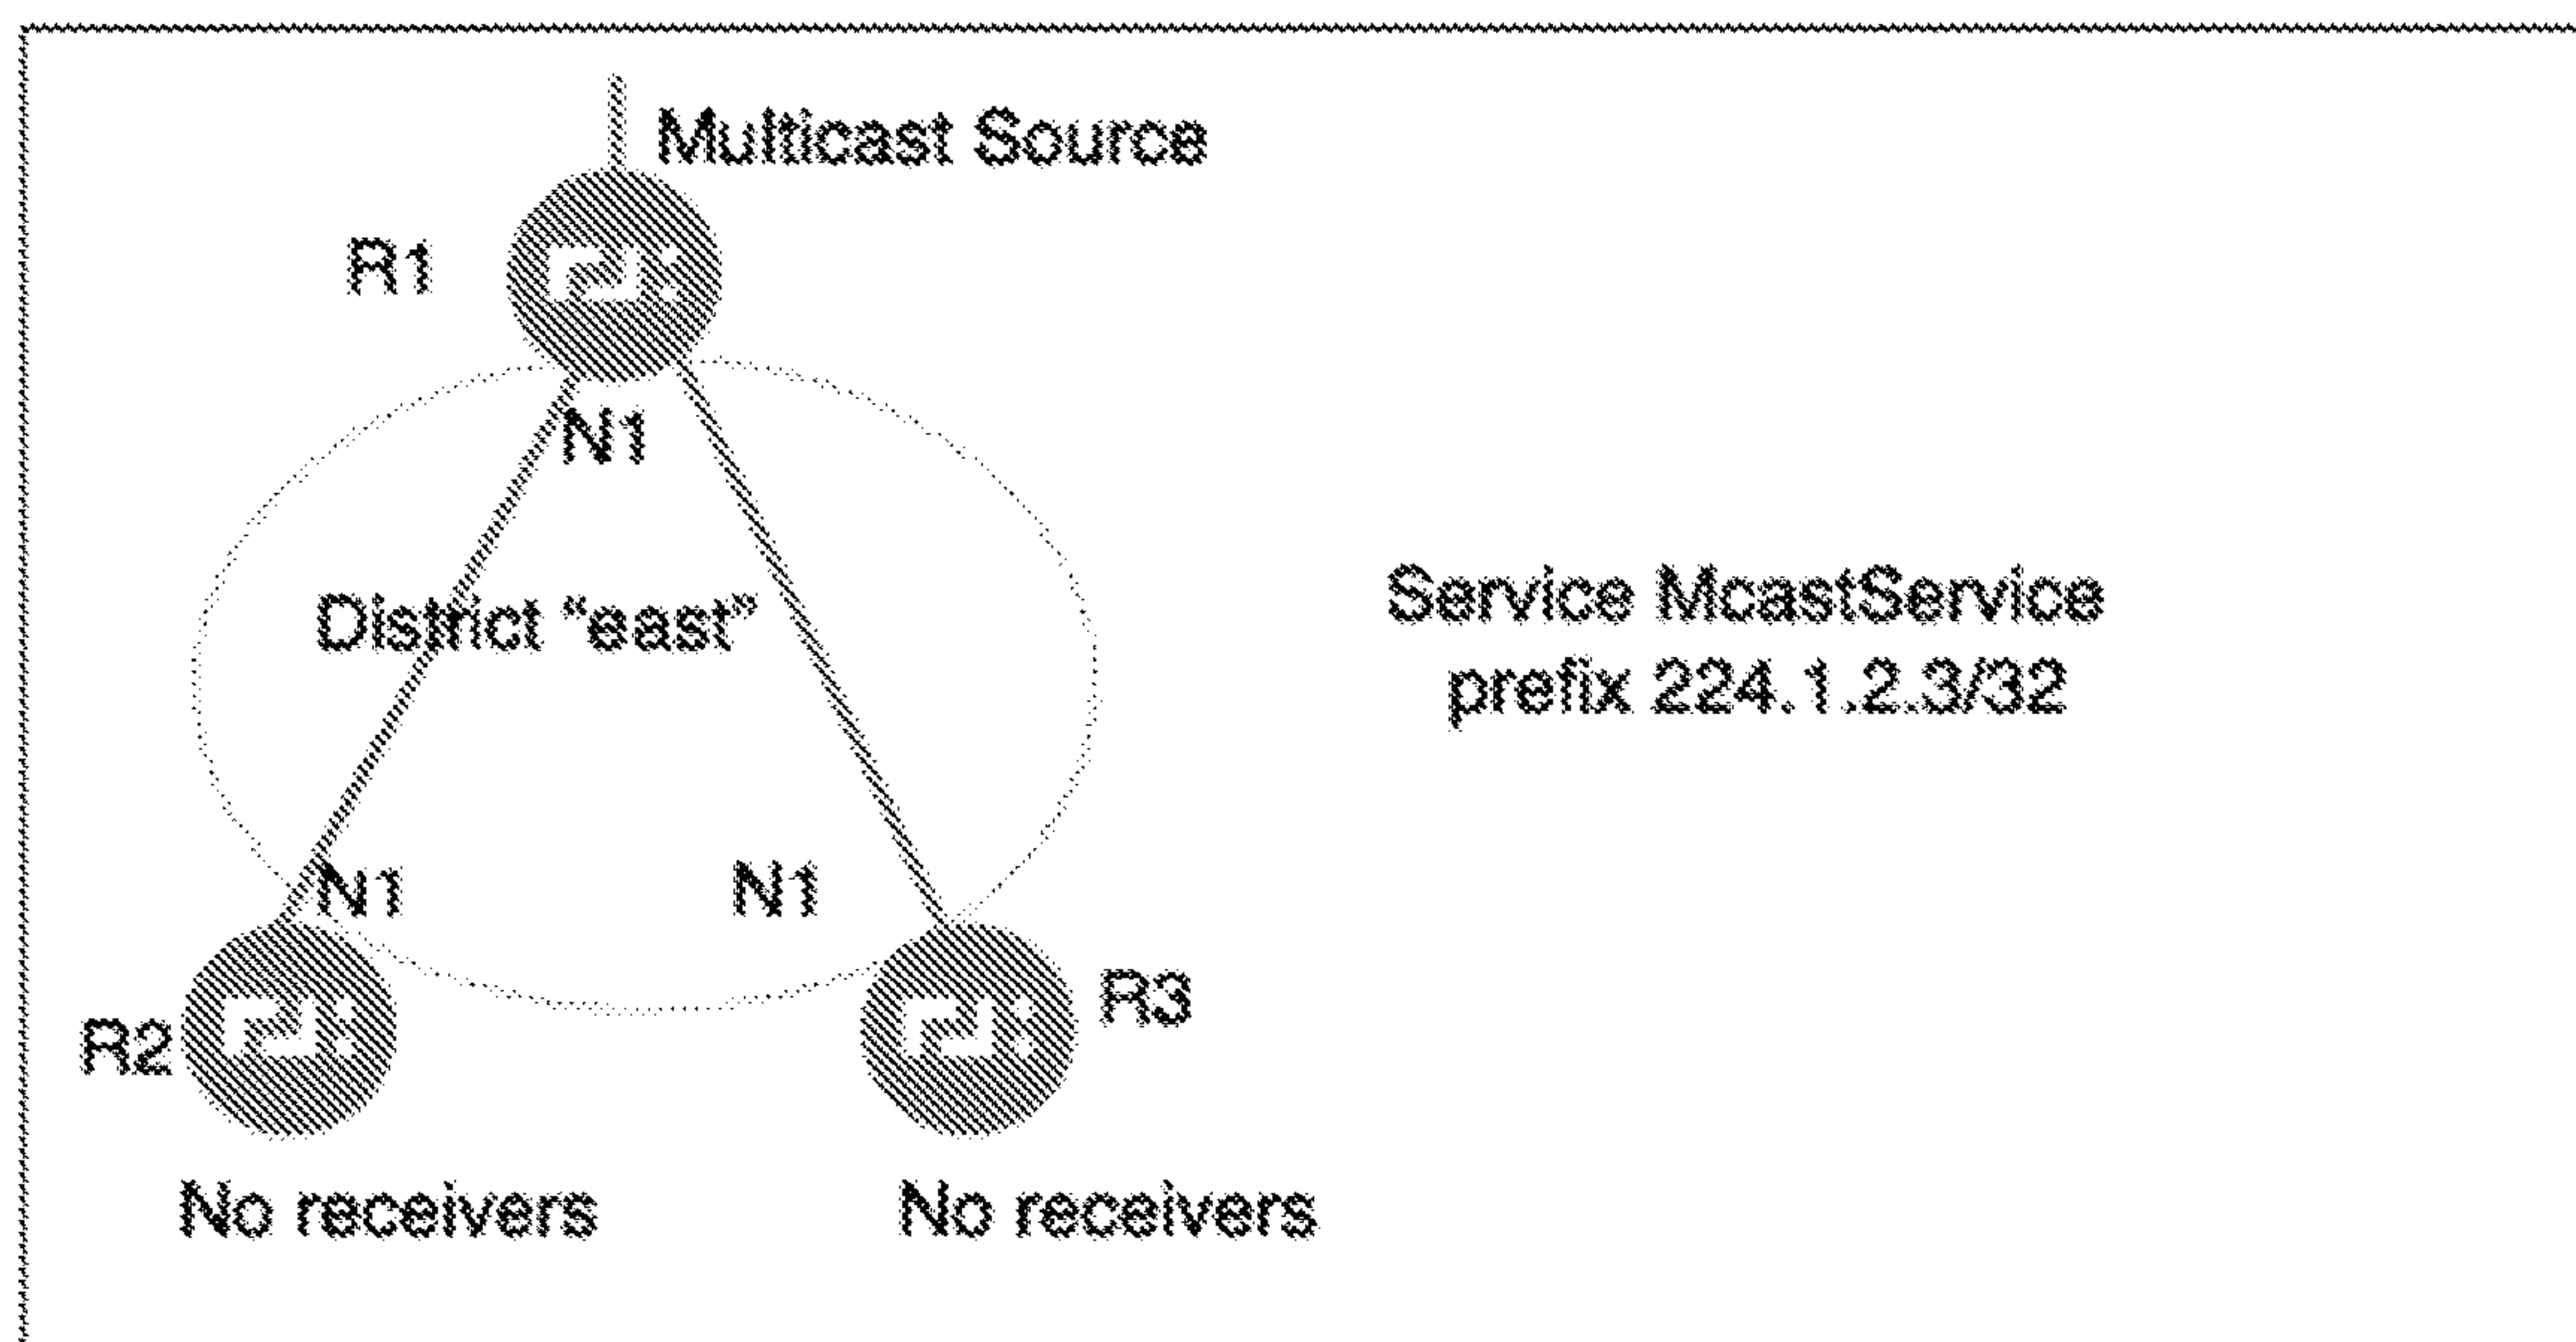 Multicast Source
R1
N1
District "east"
Service McastService
prefix 224.1.2.3/32
N1
N1
R2
R3
No receivers
No receivers